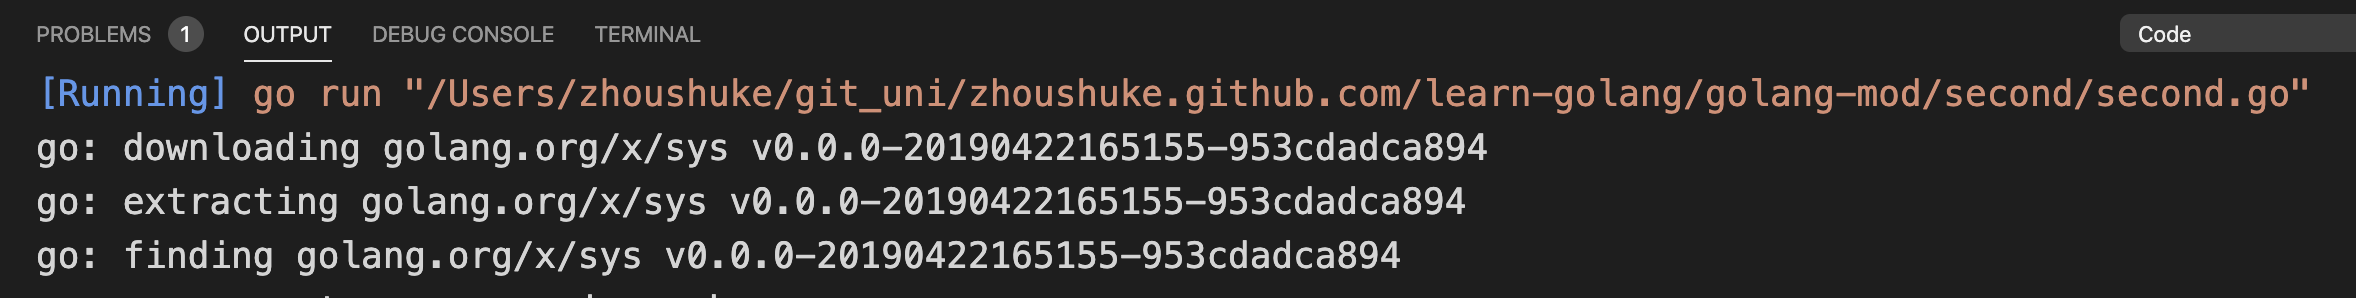 PROBLEMS 1 OUTPUT DEBUG CONSOLE TERMINAL Code
[Running] go run "/Users/zhoushuke/git_uni/zhoushuke.github.com/learn-golang/golang-mod/second/second.go"
go: downloading golang.org/x/sys v0.0.0-20190422165155-953cdadca894
go: extracting golang.org/x/sys v0.0.0-20190422165155-953cdadca894
go: finding golang.org/x/sys v0.0.0-20190422165155-953cdadca894